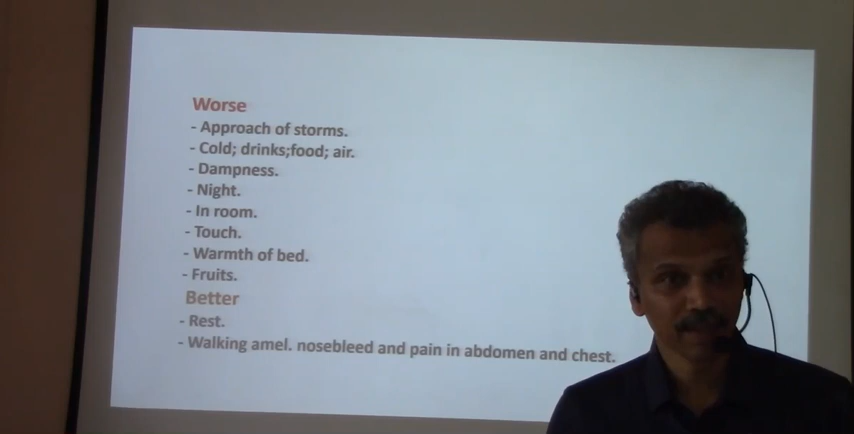 Worse
- Approach of storms.
- Cold; drinks;food; air.
- Dampness.
- Night.
- In room.
- Touch.
- Warmth of bed.
- Fruits.
Better
- Rest.
- Walking amel. nosebleed and pain in abdomen and chest.